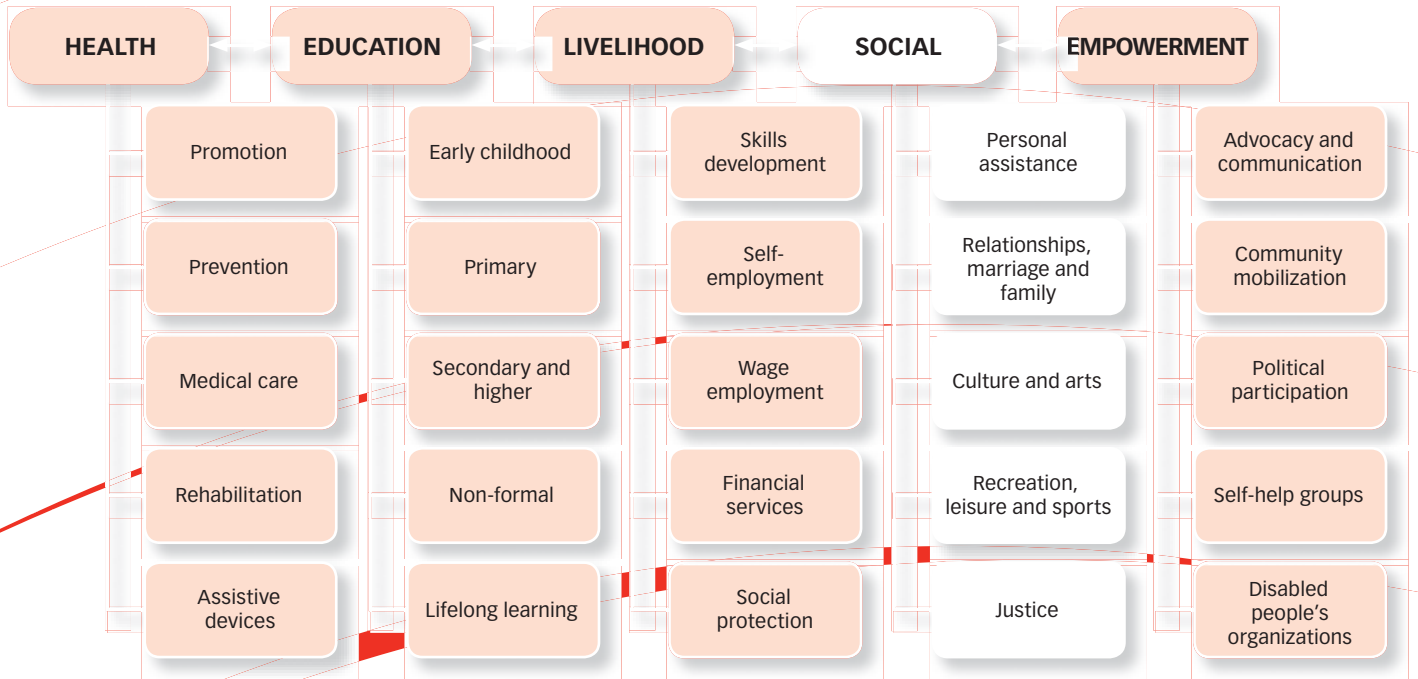 HEALTH
EDUCATION
LIVELIHOOD
SOCIAL
EMPOWERMENT
Promotion
Prevention
Medical care
Rehabilitation
Assistive
devices
Early childhood
Primary
Secondary and
higher
Non-formal
Lifelong learning
Skills
development
Self-
employment
Wage
employment
Financial
services
Social
protection
Personal
assistance
Relationships,
marriage and
family
Culture and arts
Recreation,
leisure and sports
Justice
Advocacy and
communication
Community
mobilization
Political
participation
Self-help groups
Disabled
people's
organizations